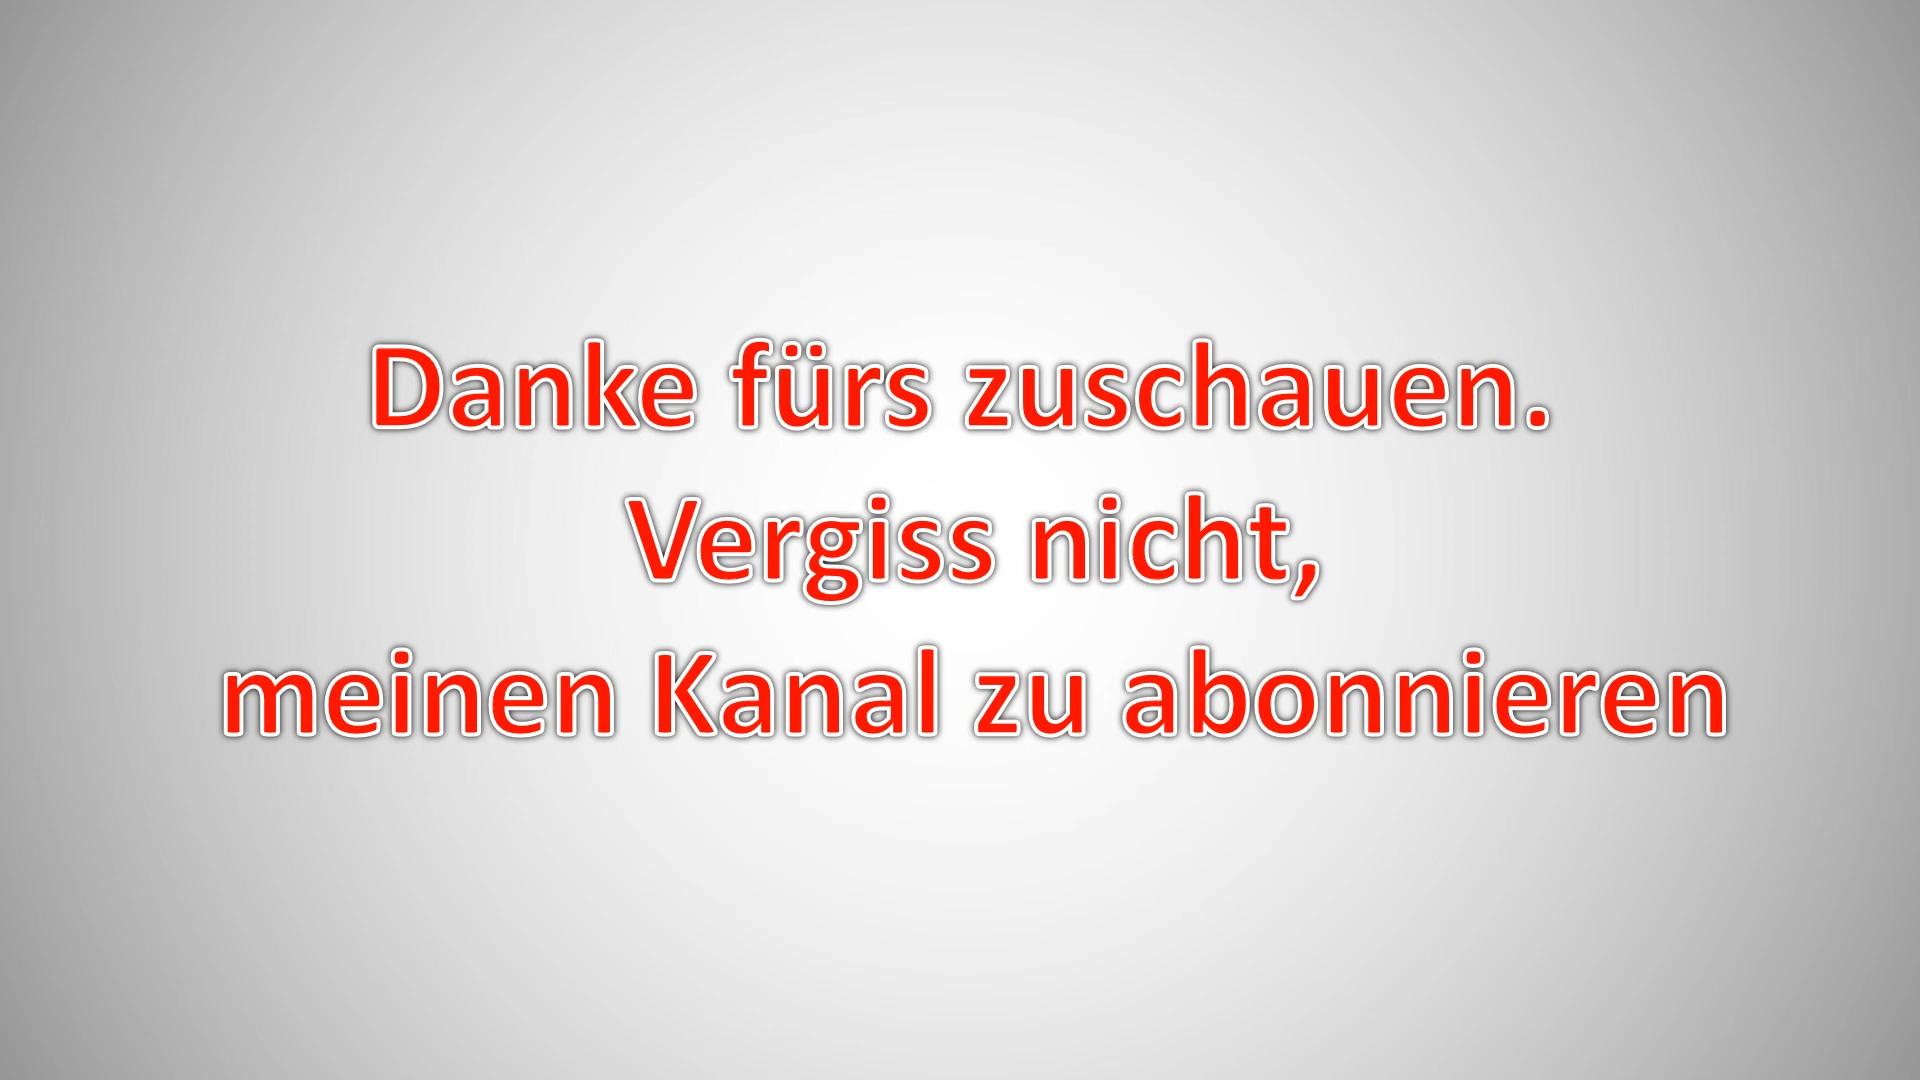 Danke fürs zuschauen.
Vergiss nicht,
meinen Kanal zu abonnieren